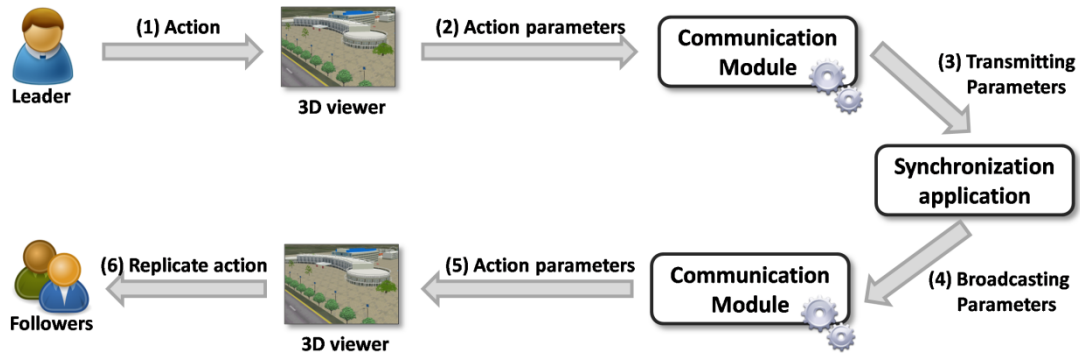 (1) Action
(2) Action parameters
Communication
Module
Leader
3D viewer
(3) Transmitting
Parameters
Synchronization
application
(6) Replicate action
(5) Action parameters
Communication
Module
(4) Broadcasting
Parameters
Followers
3D viewer